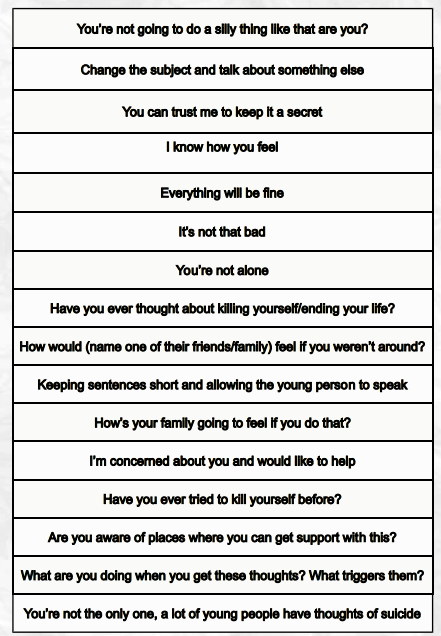 You’re not going to do a silly thing like that are you?
Change the subject and talk about something else
You can trust me to keep it a secret
I know how you feel
Everything will be fine
It’s not that bad
You’re not alone
Have you ever thought about killing yourself/ending your life?
How would (name one of their friends/family) feel if you weren’t around?
Keeping sentences short and allowing the young person to speak
How’s your family going to feel if you do that?
I’m concerned about you and would like to help
Have you ever tried to kill yourself before?
Are you aware of places where you can get support with this?
What are you doing when you get these thoughts? What triggers them?
You’re not the only one, a lot of young people have thoughts of suicide